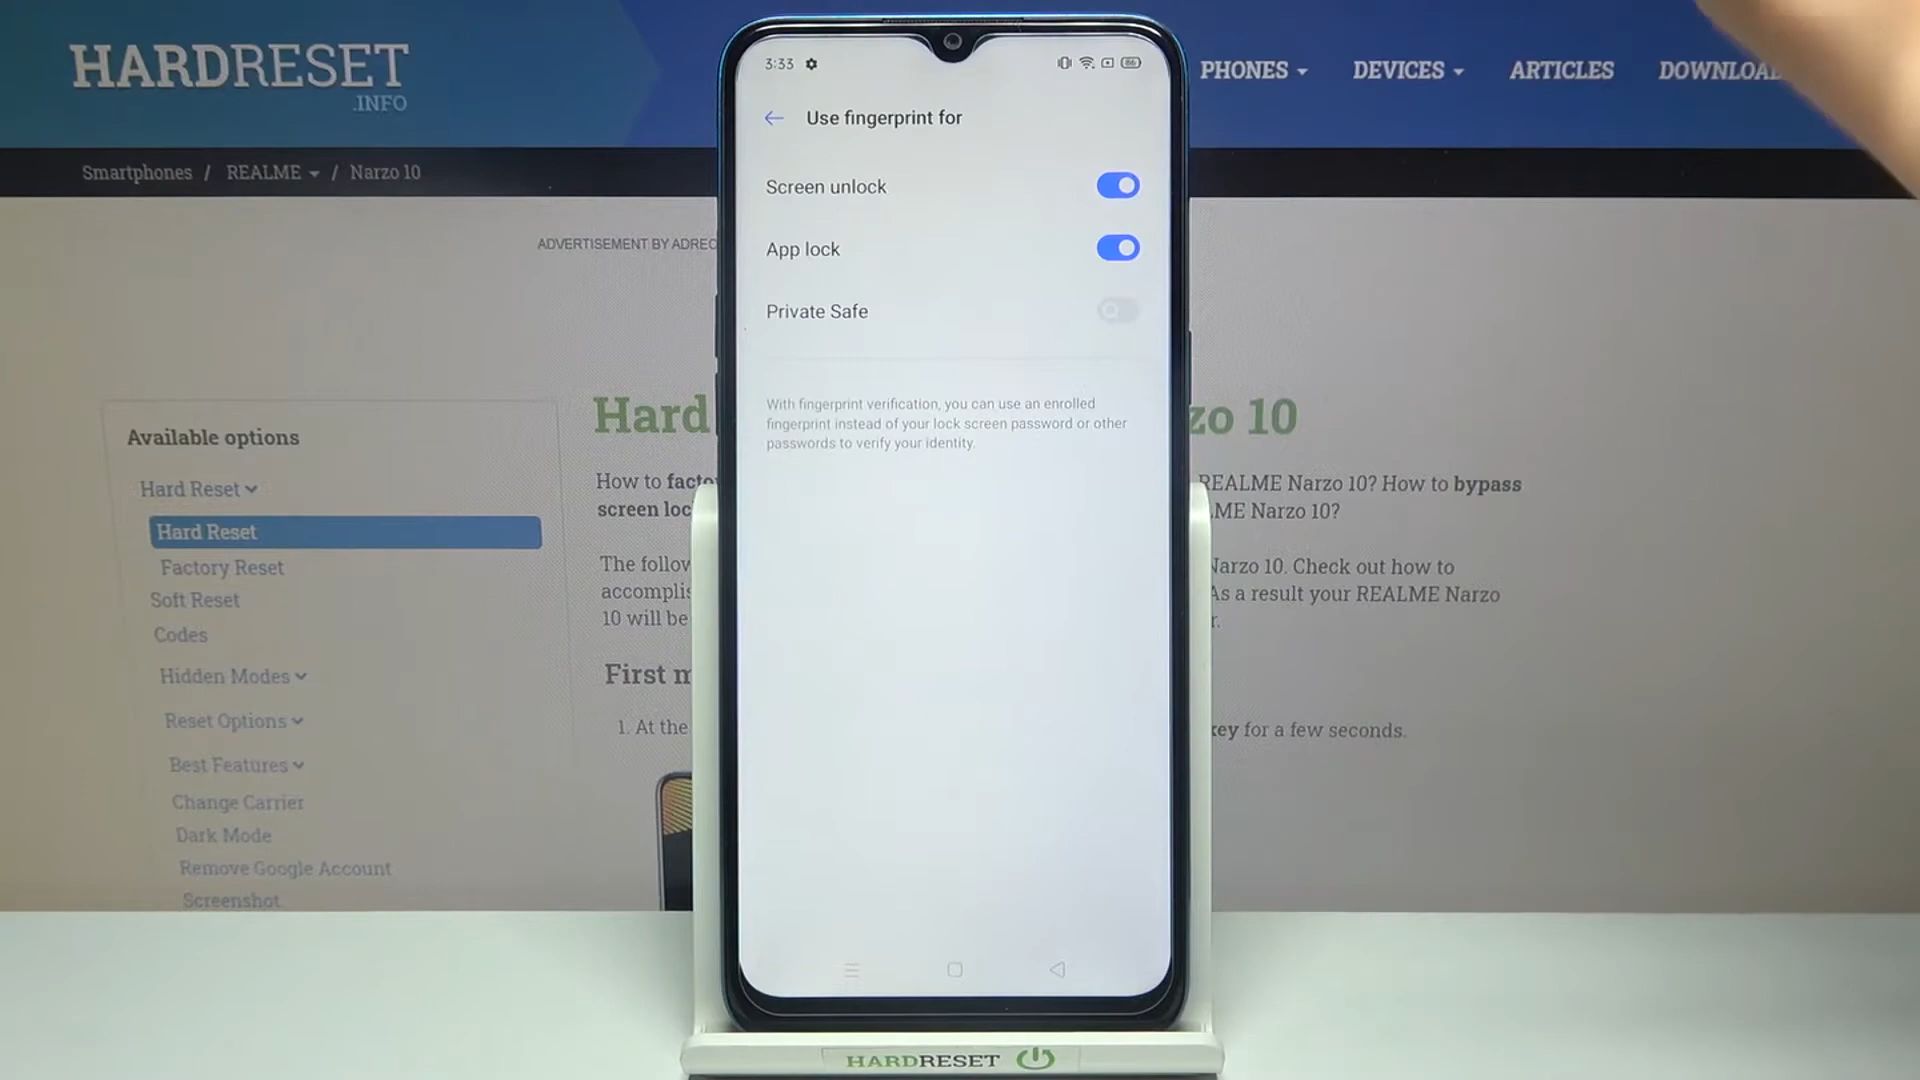 HARDRESET
.INFO
PHONES
DEVICES
ARTICLES
Smartphones / REALME / Narzo 10
ADVERTISEMENT BY
3:33
86
Use fingerprint for
Screen unlock
App lock
Private Safe
With fingerprint verification, you can use an enrolled
fingerprint instead of your lock screen password or other
passwords to verify your identity.
Available options
Hard Reset
Hard Reset
Factory Reset
Soft Reset
Codes
Hidden Modes
Reset Options
Best Features
Change Carrier
Dark Mode
Remove Google Account
Screenshot
Hard
10
How to
REALME Narzo 10? How to bypass
screen
Narzo 10?
The
Narzo 10. Check out how to
As a result your REALME Narzo
10 will be
First
1. At the
key for a few seconds.
HARDRESET